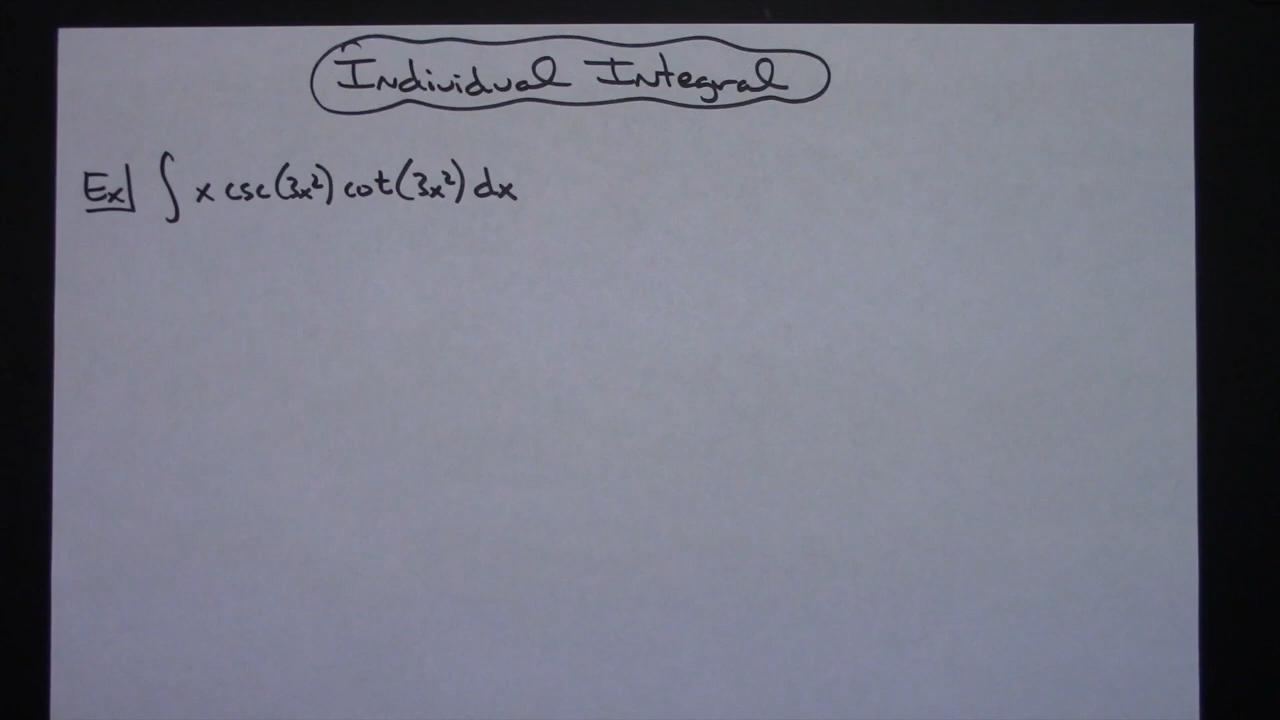 Individual Integral
Ex] ∫ x csc(3x²) cot(3x²) dx